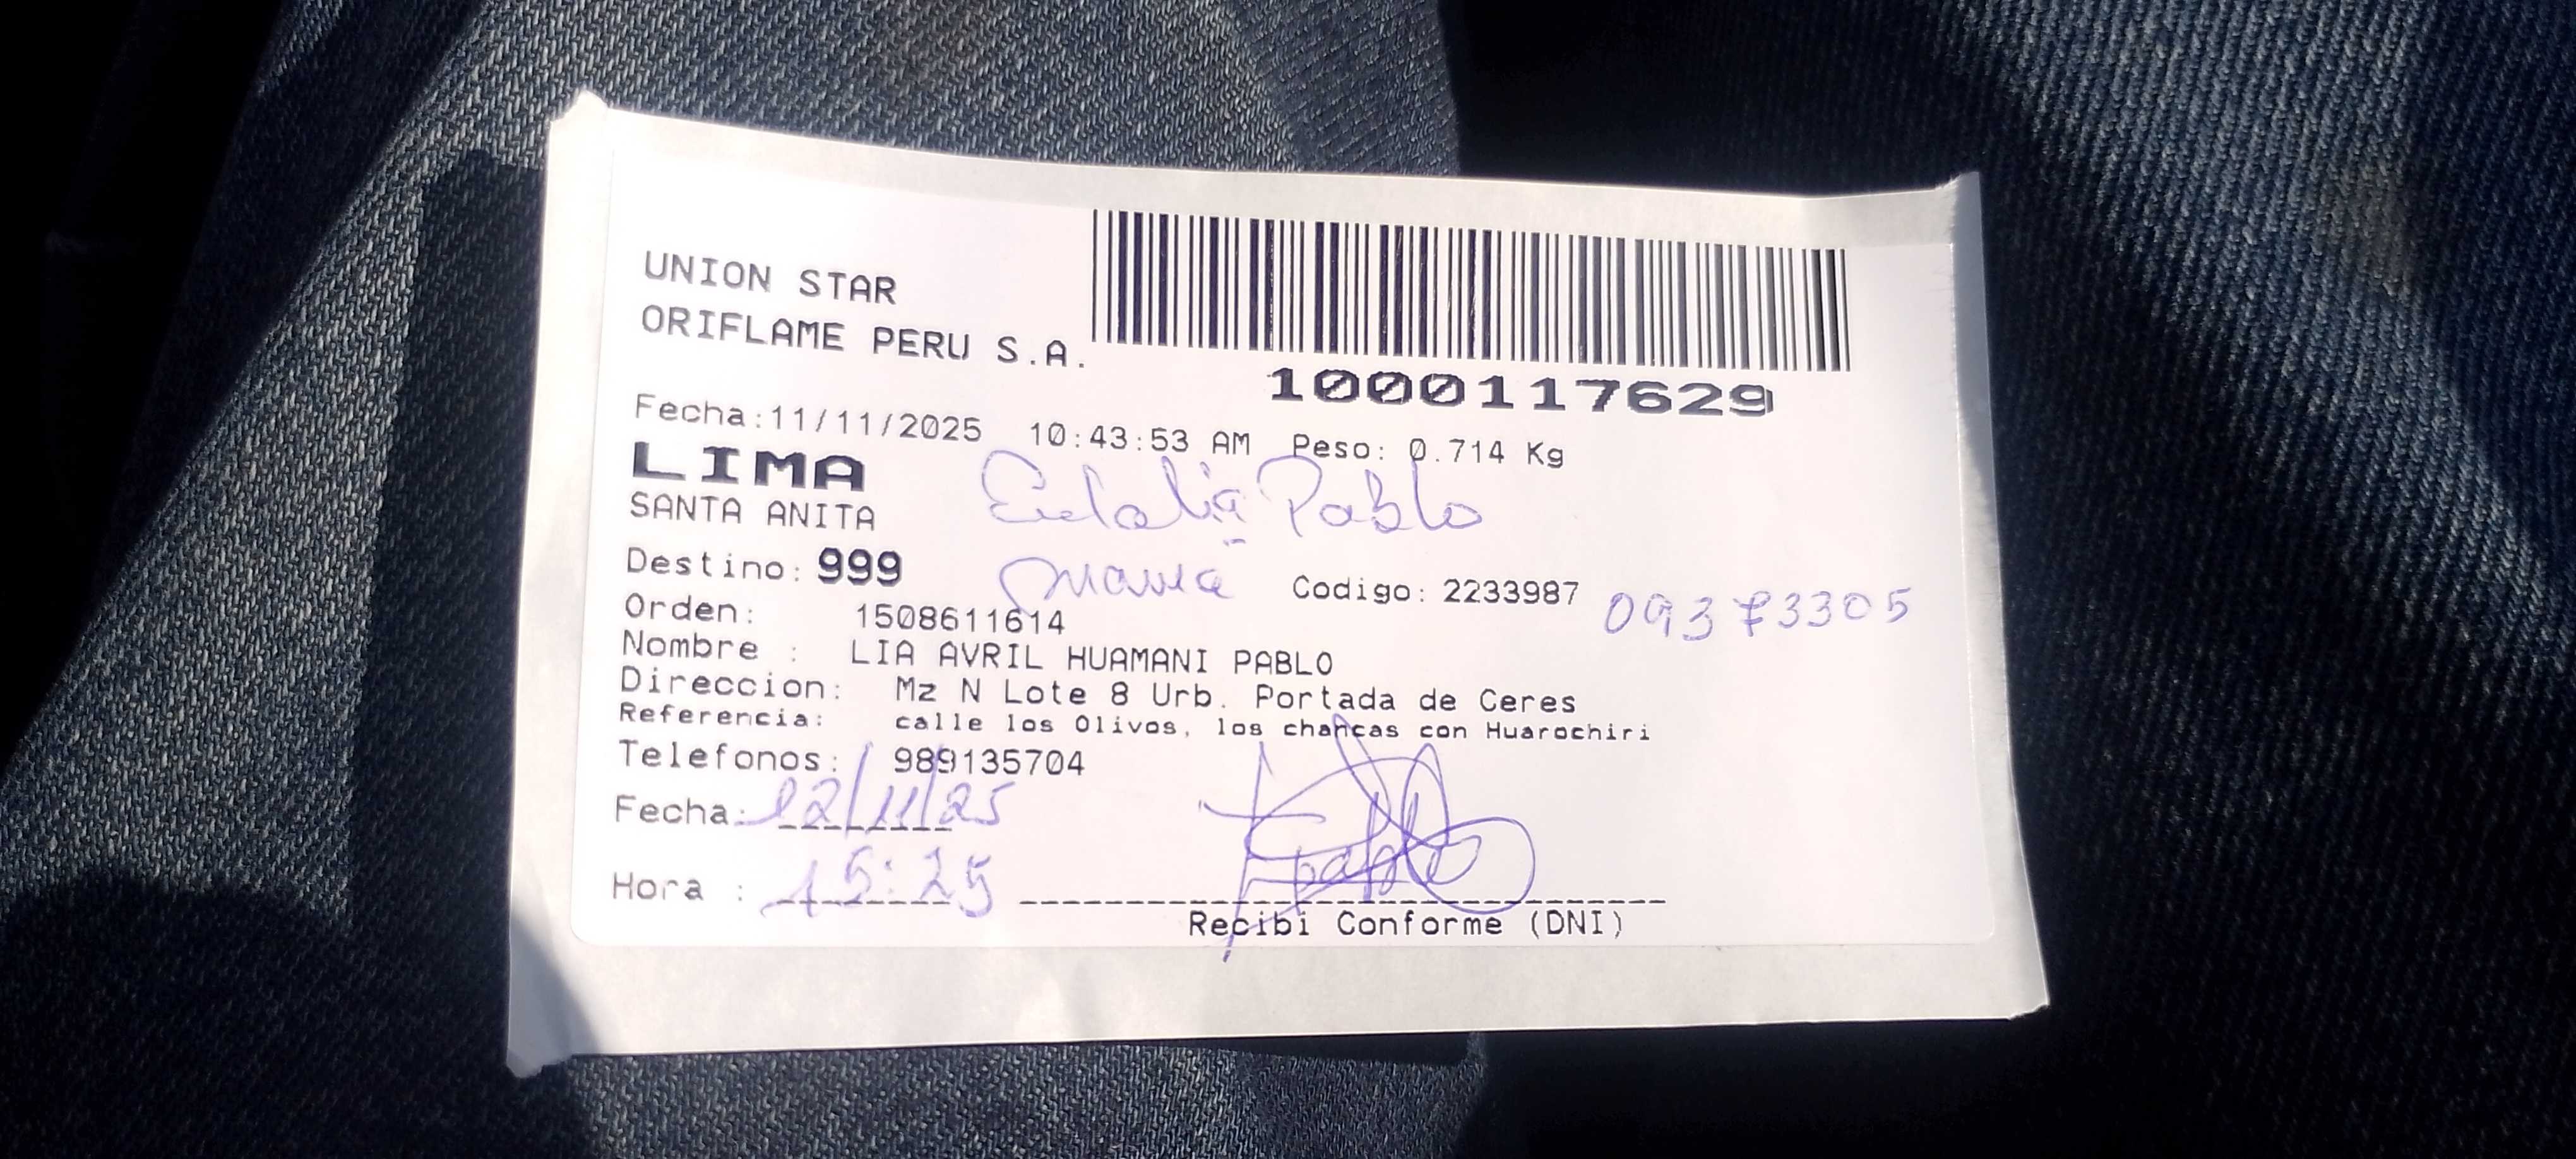 UNION STAR
ORIFLAME PERU S.A.
1000117629
Fecha:11/11/2025 10:43:53 AM Peso: 0.714 Kg
LIMA
SANTA ANITA
Eulalia Pablo
Destino: 999
mamá
Codigo: 2233987
09373305
Orden: 1508611614
Nombre : LIA AVRIL HUAMANI PABLO
Direccion: Mz N Lote 8 Urb. Portada de Ceres
Referencia: calle los Olivos, los chancas con Huarochiri
Telefonos: 989135704
Fecha: 12/11/25
Hora : 15:25
Pablo
Recibi Conforme (DNI)